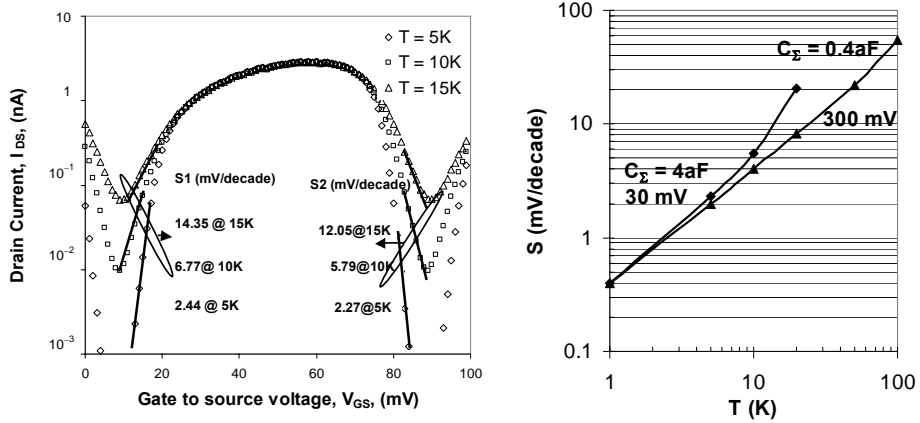 10
nA
1
10⁻¹
10⁻²
10⁻³
Drain Current, I DS, (nA)
T = 5K
T = 10K
T = 15K
S1 (mV/decade)
14.35 @ 15K
6.77@ 10K
2.44 @ 5K
S2 (mV/decade)
12.05@15K
5.79@10K
2.27@5K
0 20 40 60 80 100
Gate to source voltage, VGS, (mV)
100
10
1
0.1
S (mV/decade)
CΣ = 0.4aF
300 mV
CΣ = 4aF
30 mV
1 10 100
T (K)